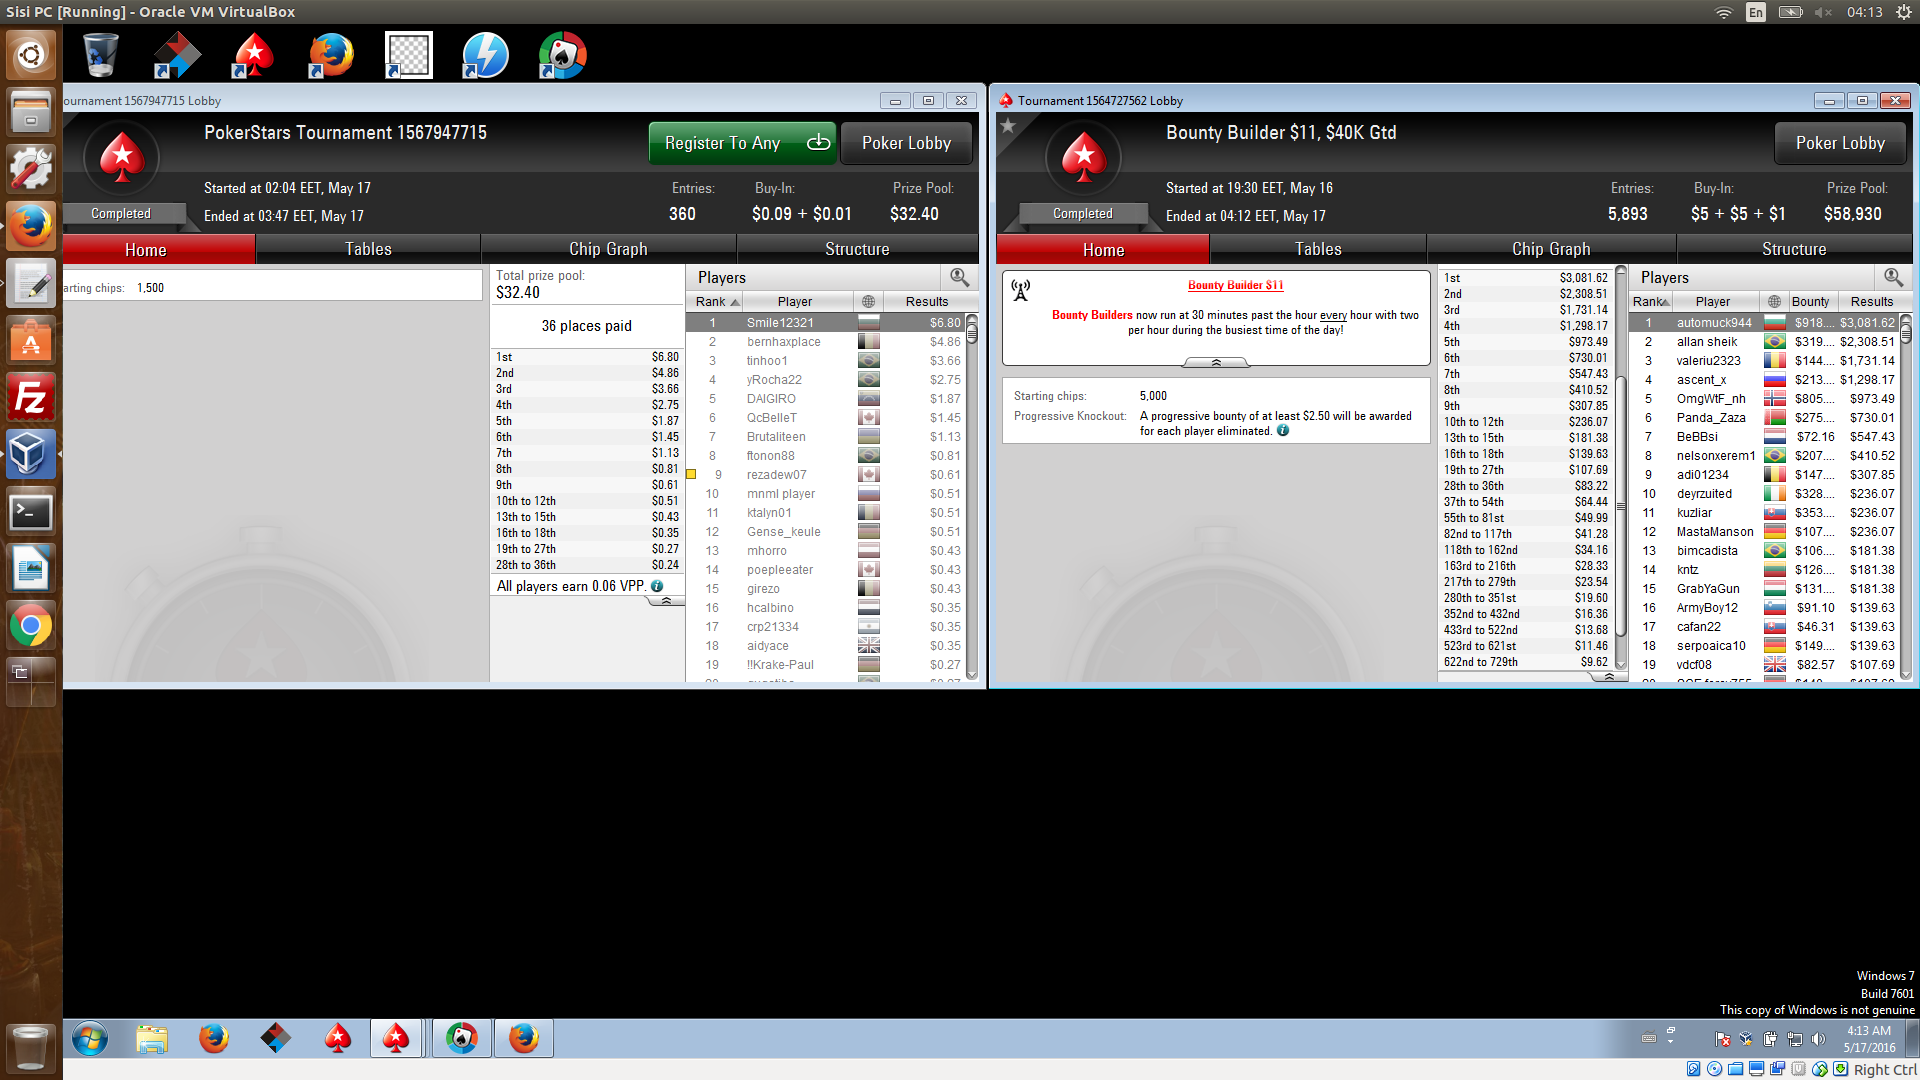 Sisi PC [Running] - Oracle VM VirtualBox
En
04:13
ournament 1567947715 Lobby
PokerStars Tournament 1567947715
Register To Any
Poker Lobby
Started at 02:04 EET, May 17
Entries:
Buy-In:
Prize Pool:
Completed
Ended at 03:47 EET, May 17
360
$0.09 + $0.01
$32.40
Home
Tables
Chip Graph
Structure
arting chips: 1,500
Total prize pool:
$32.40
36 places paid
1st $6.80
2nd $4.86
3rd $3.66
4th $2.75
5th $1.87
6th $1.45
7th $1.13
8th $0.81
9th $0.61
10th to 12th $0.51
13th to 15th $0.43
16th to 18th $0.35
19th to 27th $0.27
28th to 36th $0.24
All players earn 0.06 VPP.
Players
Rank Player Results
1 Smile12321 $6.80
2 bernhaxplace $4.86
3 tinhoo1 $3.66
4 yRocha22 $2.75
5 DAIGIRO $1.87
6 QcBelleT $1.45
7 Brutaliteen $1.13
8 ftonon88 $0.81
9 rezadew07 $0.61
10 mnml player $0.51
11 ktalyn01 $0.51
12 Gense_keule $0.51
13 mhorro $0.43
14 poepleeater $0.43
15 girezo $0.43
16 hcalbino $0.35
17 crp21334 $0.35
18 aidyace $0.35
19 !!Krake-Paul $0.27
Tournament 1564727562 Lobby
Bounty Builder $11, $40K Gtd
Poker Lobby
Started at 19:30 EET, May 16
Entries:
Buy-In:
Prize Pool:
Completed
Ended at 04:12 EET, May 17
5,893
$5 + $5 + $1
$58,930
Home
Tables
Chip Graph
Structure
Bounty Builder $11
Bounty Builders now run at 30 minutes past the hour every hour with two
per hour during the busiest time of the day!
Starting chips: 5,000
Progressive Knockout: A progressive bounty of at least $2.50 will be awarded
for each player eliminated.
1st $3,081.62
2nd $2,308.51
3rd $1,731.14
4th $1,298.17
5th $973.49
6th $730.01
7th $547.43
8th $410.52
9th $307.85
10th to 12th $236.07
13th to 15th $181.38
16th to 18th $139.63
19th to 27th $107.69
28th to 36th $83.22
37th to 54th $64.44
55th to 81st $49.99
82nd to 117th $41.28
118th to 162nd $34.16
163rd to 216th $28.33
217th to 279th $23.54
280th to 351st $19.60
352nd to 432nd $16.36
433rd to 522nd $13.68
523rd to 621st $11.46
622nd to 729th $9.62
Players
Rank Player Bounty Results
1 automuck944 $918.... $3,081.62
2 allan sheik $319.... $2,308.51
3 valeriu2323 $144.... $1,731.14
4 ascent_x $213.... $1,298.17
5 OmgWtF_nh $805.... $973.49
6 Panda_Zaza $275.... $730.01
7 BeBBsi $72.16 $547.43
8 nelsonxerem1 $207.... $410.52
9 adi01234 $147.... $307.85
10 deyrzuited $328.... $236.07
11 kuzliar $353.... $236.07
12 MastaManson $107.... $236.07
13 bimcadista $106.... $181.38
14 kntz $126.... $181.38
15 GrabYaGun $131.... $181.38
16 ArmyBoy12 $91.10 $139.63
17 cafan22 $46.31 $139.63
18 serpoaica10 $149.... $139.63
19 vdcf08 $82.57 $107.69
Windows 7
Build 7601
This copy of Windows is not genuine
4:13 AM
5/17/2016
Right Ctrl